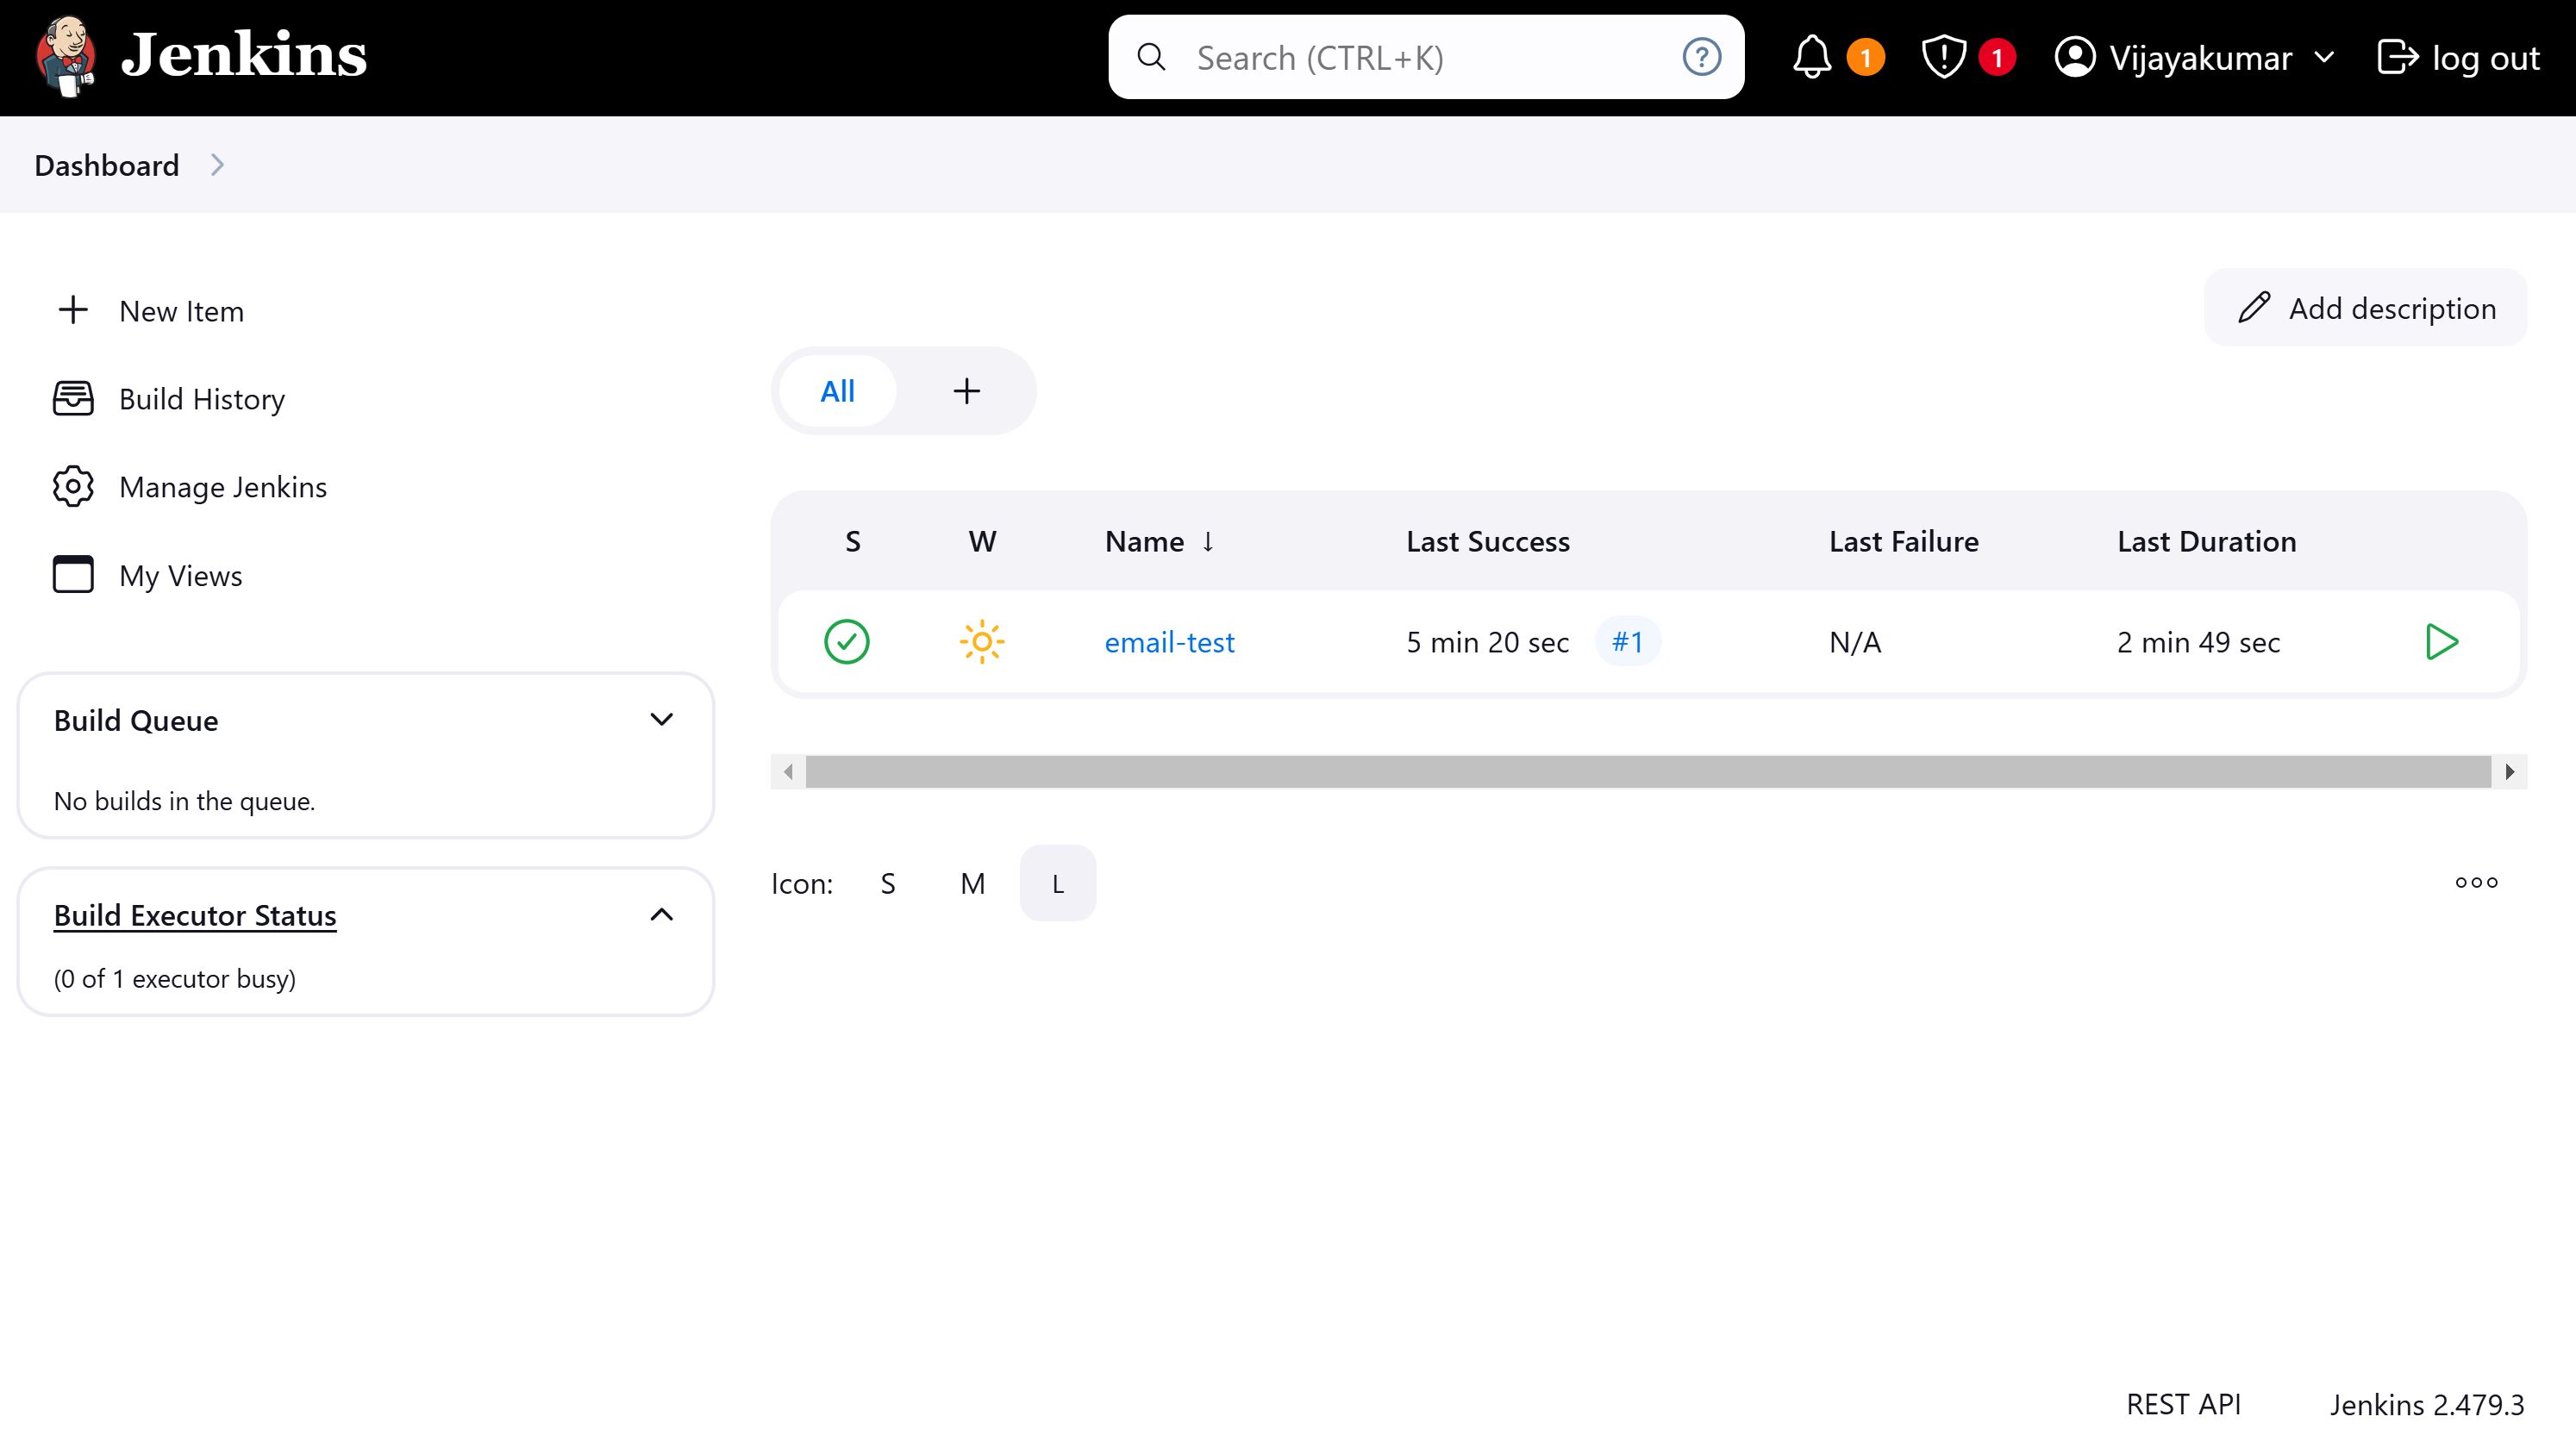 Jenkins
Search (CTRL+K)
1
1
Vijayakumar
log out
Dashboard
New Item
Build History
Manage Jenkins
My Views
Add description
All
S W Name ↓ Last Success Last Failure Last Duration
email-test 5 min 20 sec #1 N/A 2 min 49 sec
Build Queue
No builds in the queue.
Build Executor Status
(0 of 1 executor busy)
Icon: S M L
REST API
Jenkins 2.479.3